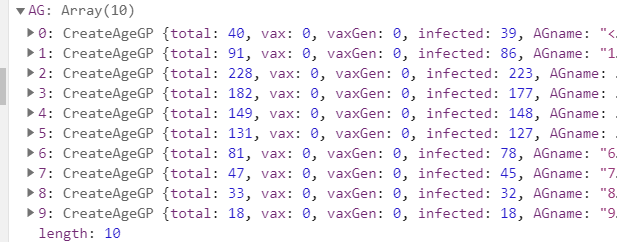 ▼AG: Array(10)
▶0: CreateAgeGP {total: 40, vax: 0, vaxGen: 0, infected: 39, AGname: "<…
▶1: CreateAgeGP {total: 91, vax: 0, vaxGen: 0, infected: 86, AGname: "1…
▶2: CreateAgeGP {total: 228, vax: 0, vaxGen: 0, infected: 223, AGname: …
▶3: CreateAgeGP {total: 182, vax: 0, vaxGen: 0, infected: 177, AGname: …
▶4: CreateAgeGP {total: 149, vax: 0, vaxGen: 0, infected: 148, AGname: …
▶5: CreateAgeGP {total: 131, vax: 0, vaxGen: 0, infected: 127, AGname: …
▶6: CreateAgeGP {total: 81, vax: 0, vaxGen: 0, infected: 78, AGname: "6…
▶7: CreateAgeGP {total: 47, vax: 0, vaxGen: 0, infected: 45, AGname: "7…
▶8: CreateAgeGP {total: 33, vax: 0, vaxGen: 0, infected: 32, AGname: "8…
▶9: CreateAgeGP {total: 18, vax: 0, vaxGen: 0, infected: 18, AGname: "9…
length: 10